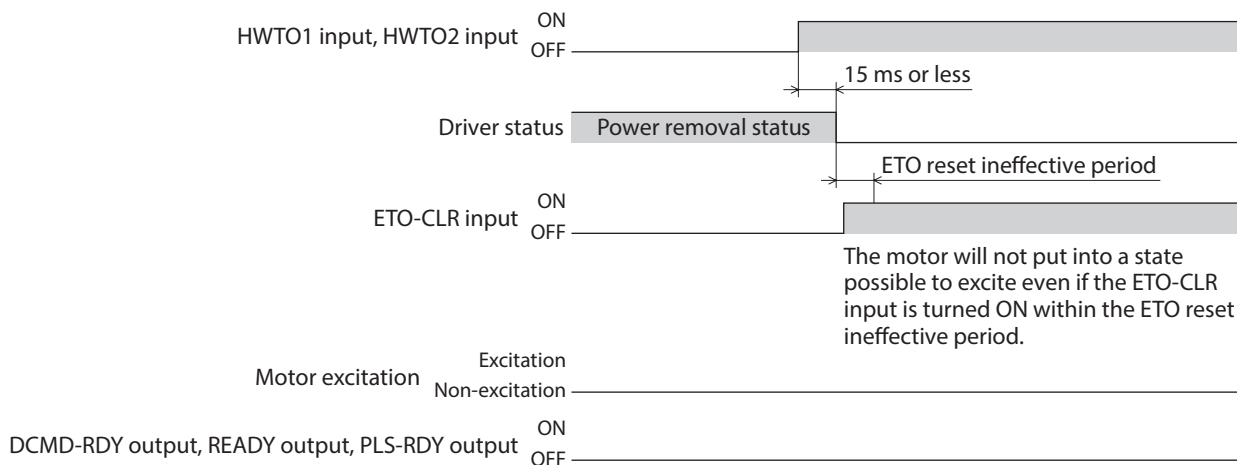 ON
HWTO1 input, HWTO2 input
OFF
15 ms or less
Driver status
Power removal status
ETO reset ineffective period
ON
ETO-CLR input
OFF
The motor will not put into a state
possible to excite even if the ETO-CLR
input is turned ON within the ETO reset
ineffective period.
Excitation
Motor excitation
Non-excitation
ON
DCMD-RDY output, READY output, PLS-RDY output
OFF